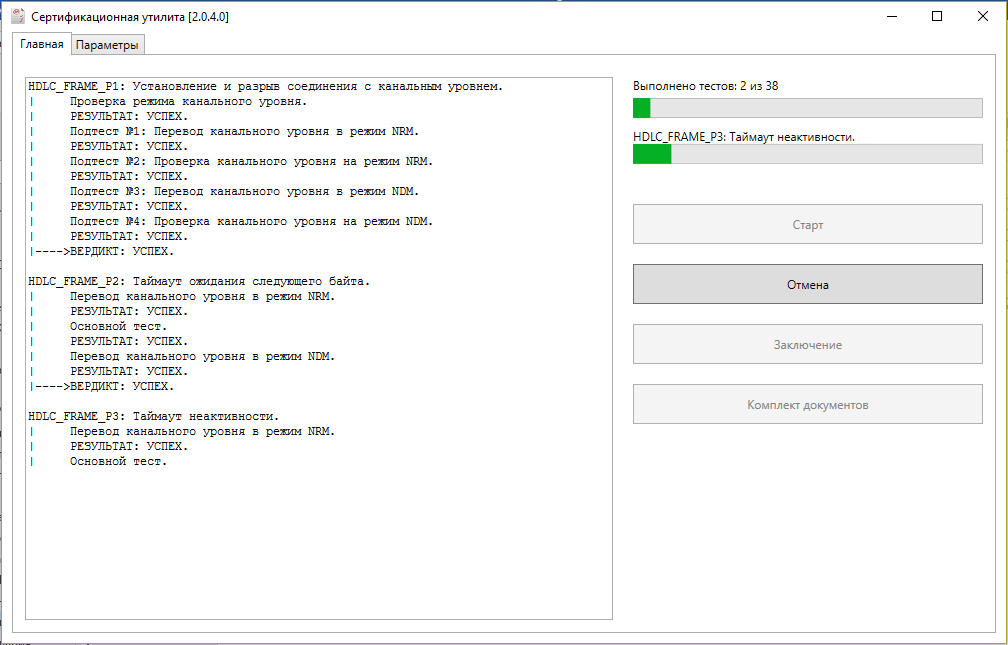 Сертификационная утилита [2.0.4.0]
Главная Параметры
HDLC_FRAME_P1: Установление и разрыв соединения с канальным уровнем.
| Проверка режима канального уровня.
| РЕЗУЛЬТАТ: УСПЕХ.
| Подтест №1: Перевод канального уровня в режим NRM.
| РЕЗУЛЬТАТ: УСПЕХ.
| Подтест №2: Проверка канального уровня на режим NRM.
| РЕЗУЛЬТАТ: УСПЕХ.
| Подтест №3: Перевод канального уровня в режим NDM.
| РЕЗУЛЬТАТ: УСПЕХ.
| Подтест №4: Проверка канального уровня на режим NDM.
| РЕЗУЛЬТАТ: УСПЕХ.
|---->ВЕРДИКТ: УСПЕХ.
HDLC_FRAME_P2: Таймаут ожидания следующего байта.
| Перевод канального уровня в режим NRM.
| РЕЗУЛЬТАТ: УСПЕХ.
| Основной тест.
| РЕЗУЛЬТАТ: УСПЕХ.
| Перевод канального уровня в режим NDM.
| РЕЗУЛЬТАТ: УСПЕХ.
|---->ВЕРДИКТ: УСПЕХ.
HDLC_FRAME_P3: Таймаут неактивности.
| Перевод канального уровня в режим NRM.
| РЕЗУЛЬТАТ: УСПЕХ.
| Основной тест.
Выполнено тестов: 2 из 38
HDLC_FRAME_P3: Таймаут неактивности.
Старт
Отмена
Заключение
Комплект документов